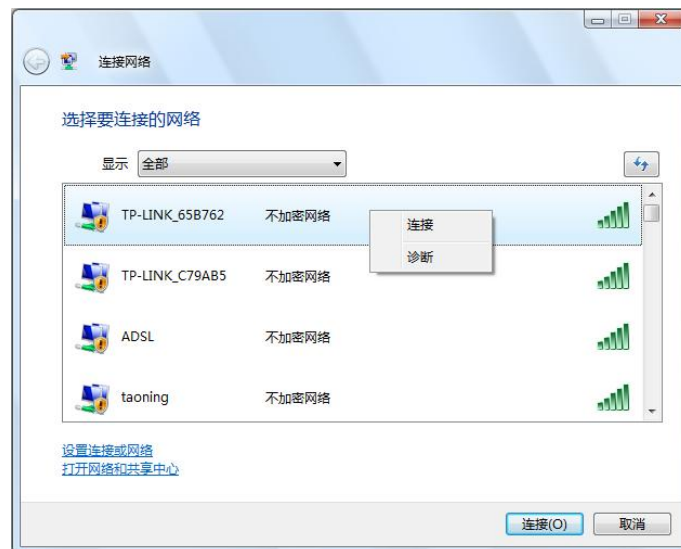 连接网络
选择要连接的网络
显示 全部
TP-LINK_65B762 不加密网络
连接
诊断
TP-LINK_C79AB5 不加密网络
ADSL 不加密网络
taoning 不加密网络
设置连接或网络
打开网络和共享中心
连接(O) 取消